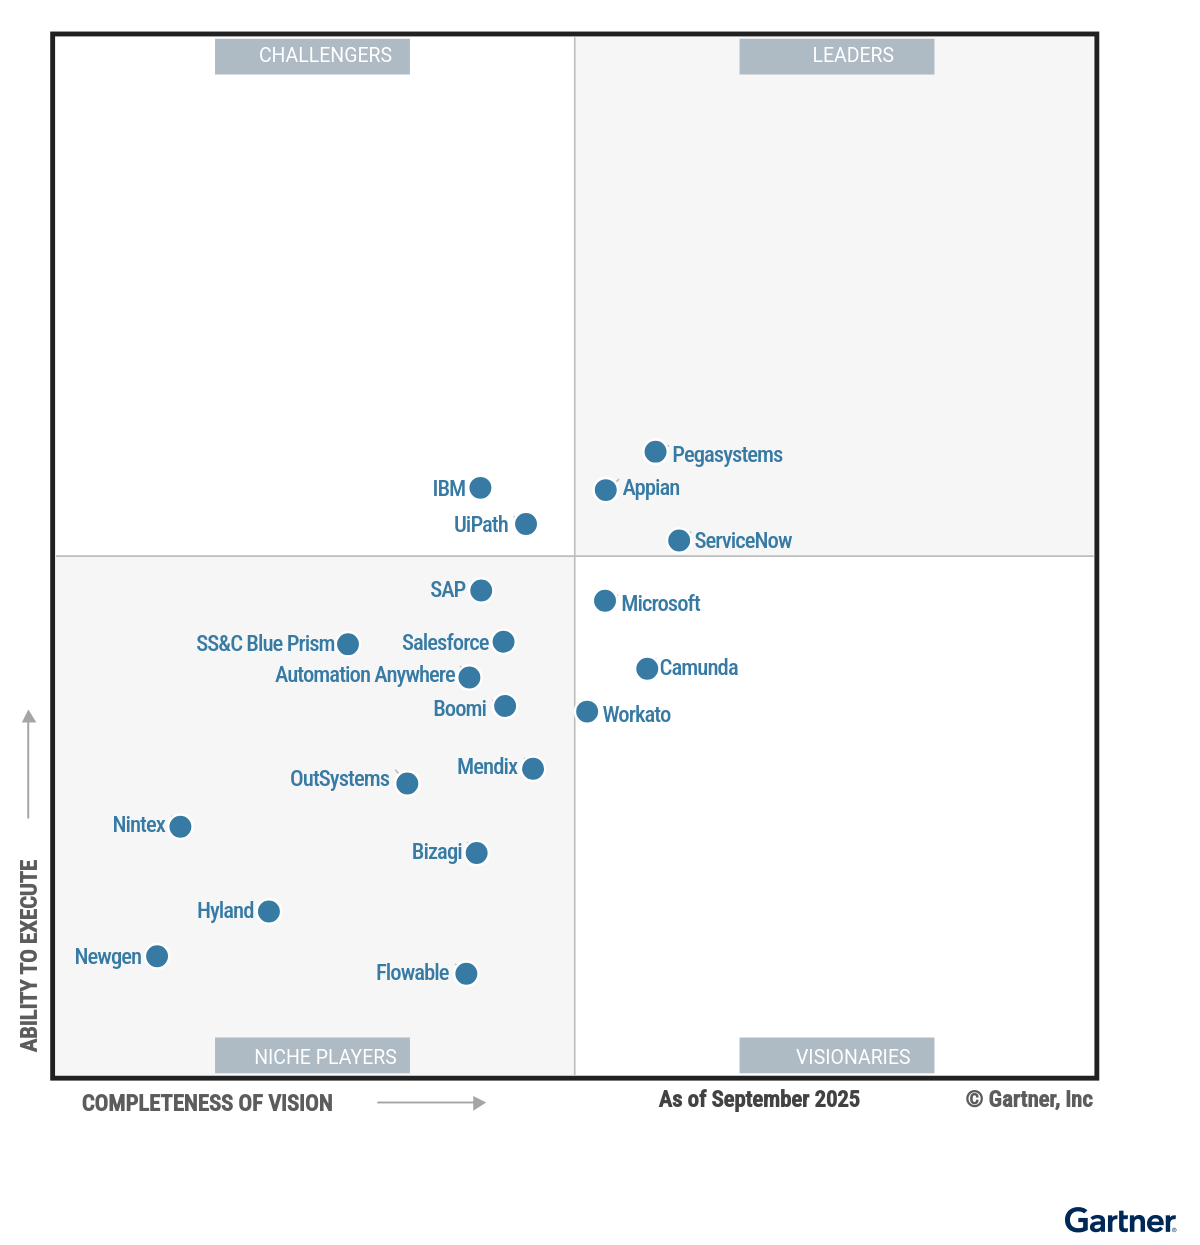 CHALLENGERS
LEADERS
Pegasystems
IBM
Appian
UiPath
ServiceNow
SAP
Microsoft
SS&C Blue Prism
Salesforce
Camunda
Automation Anywhere
Boomi
Workato
Mendix
OutSystems
Nintex
Bizagi
Hyland
Newgen
Flowable
ABILITY TO EXECUTE
NICHE PLAYERS
VISIONARIES
COMPLETENESS OF VISION
As of September 2025
© Gartner, Inc
Gartner®